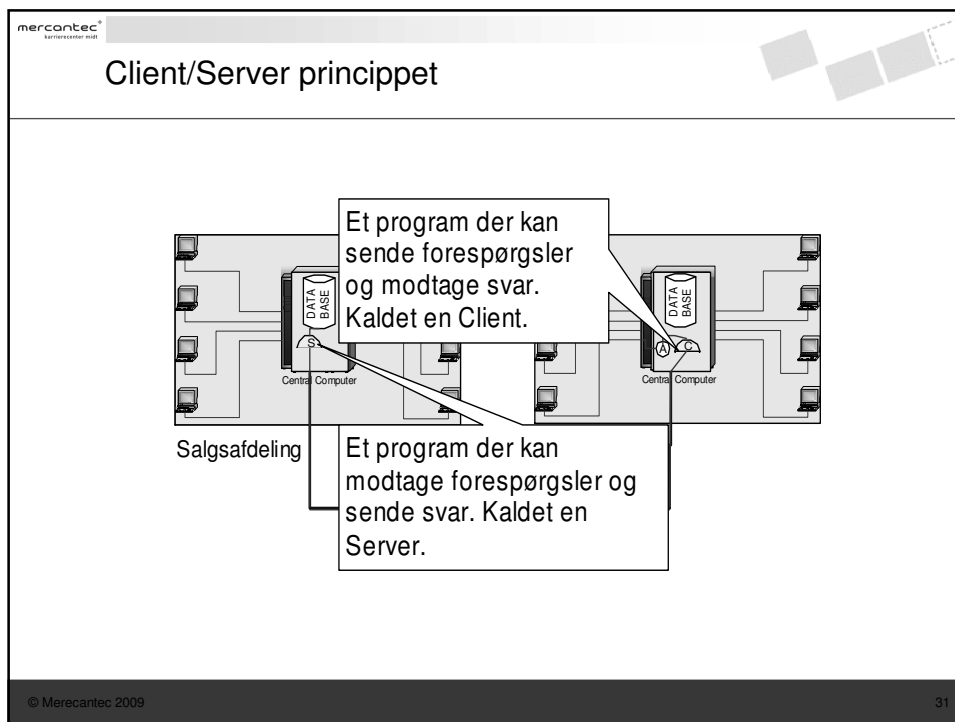 mercantec+
karrierecenter midt
Client/Server princippet
Et program der kan
sende forespørgsler
og modtage svar.
Kaldet en Client.
DATA
BASE
S
Central Computer
DATA
BASE
A
C
Central Computer
Salgsafdeling
Et program der kan
modtage forespørgsler og
sende svar. Kaldet en
Server.
© Merecantec 2009
31